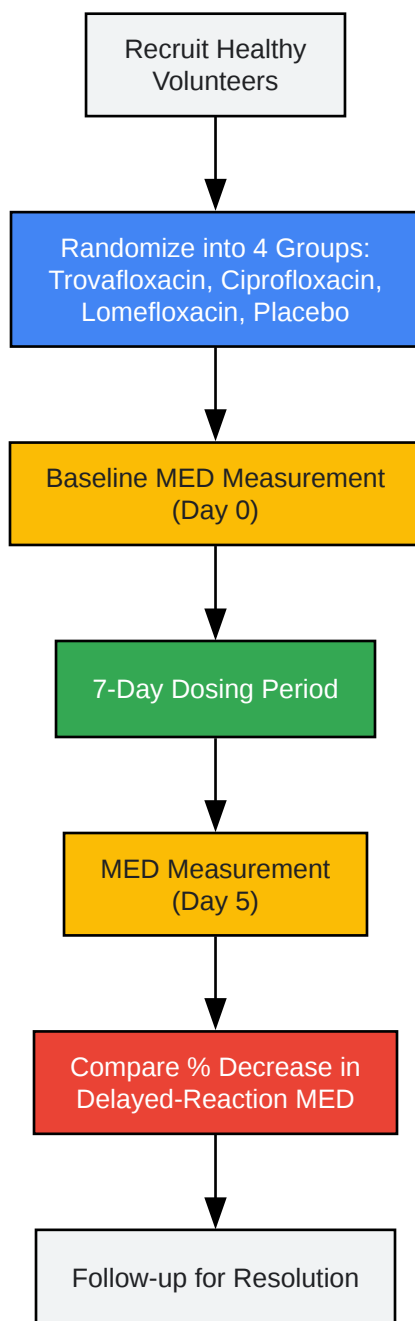 Recruit Healthy
Volunteers
Randomize into 4 Groups:
Trovafloxacin, Ciprofloxacin,
Lomefloxacin, Placebo
Baseline MED Measurement
(Day 0)
7-Day Dosing Period
MED Measurement
(Day 5)
Compare % Decrease in
Delayed-Reaction MED
Follow-up for Resolution